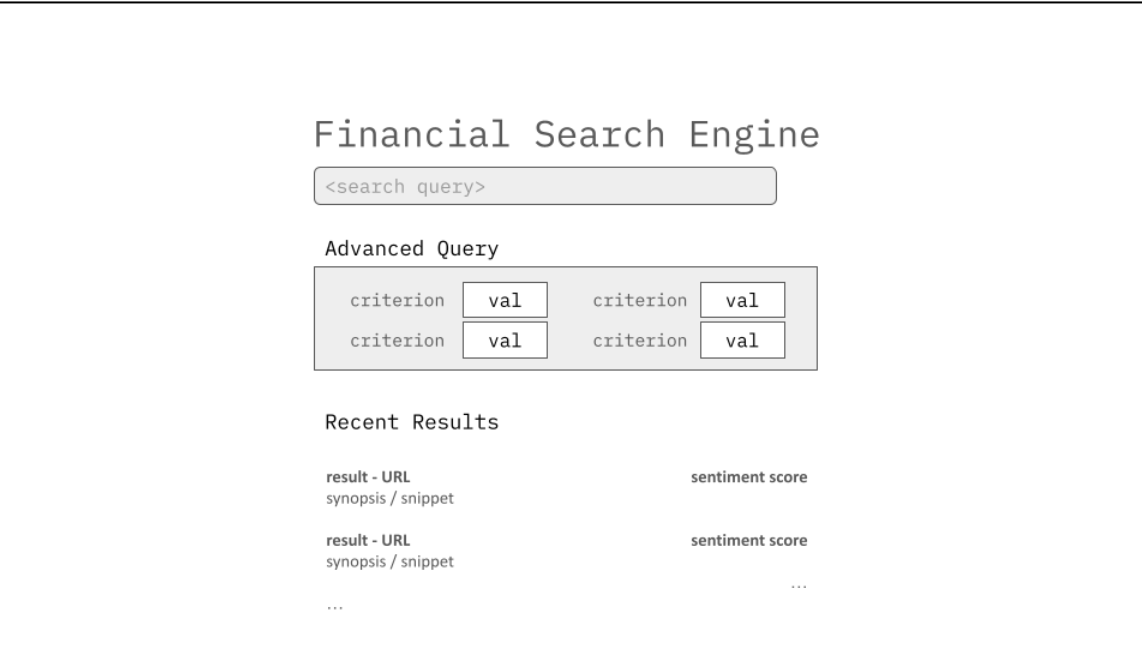 Financial Search Engine
<search query>
Advanced Query
criterion val criterion val
criterion val criterion val
Recent Results
result - URL sentiment score
synopsis / snippet
result - URL sentiment score
synopsis / snippet
...
...